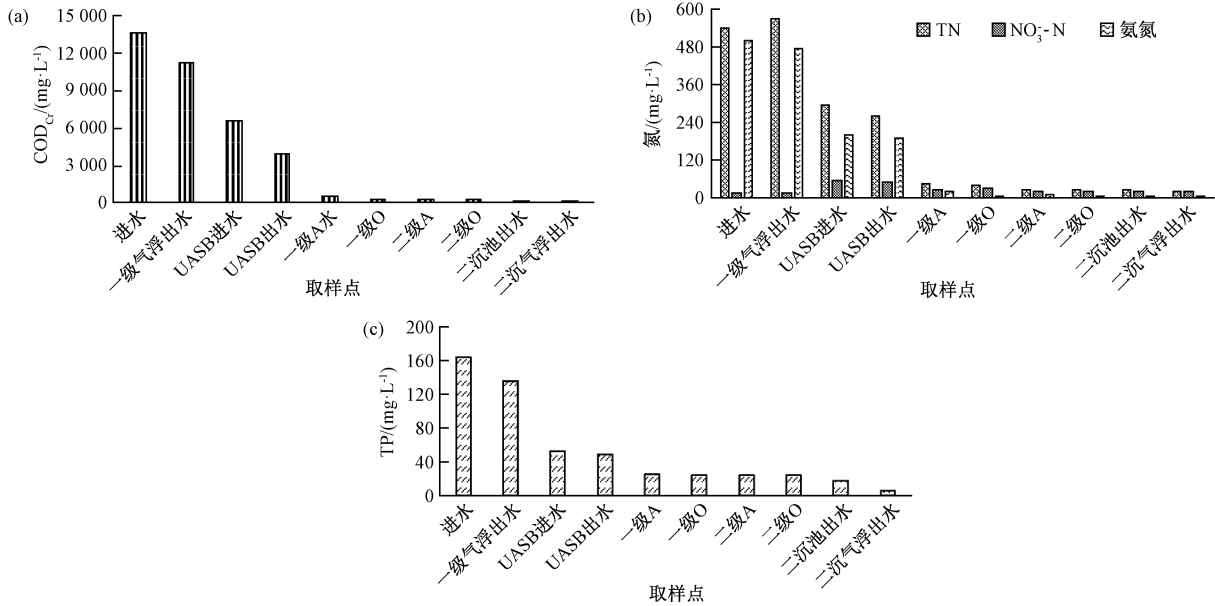 (a)
COD_Cr/(mg·L⁻¹)
15 000
12 000
9 000
6 000
3 000
0
进水
一级气浮出水
UASB进水
UASB出水
一级A水
一级O
二级A
二级O
二沉池出水
二沉气浮出水
取样点
(b)
氮/(mg·L⁻¹)
600
480
360
240
120
0
TN
NO₃⁻-N
氨氮
进水
一级气浮出水
UASB进水
UASB出水
一级A
一级O
二级A
二级O
二沉池出水
二沉气浮出水
取样点
(c)
TP/(mg·L⁻¹)
200
160
120
80
40
0
进水
一级气浮出水
UASB进水
UASB出水
一级A
一级O
二级A
二级O
二沉池出水
二沉气浮出水
取样点